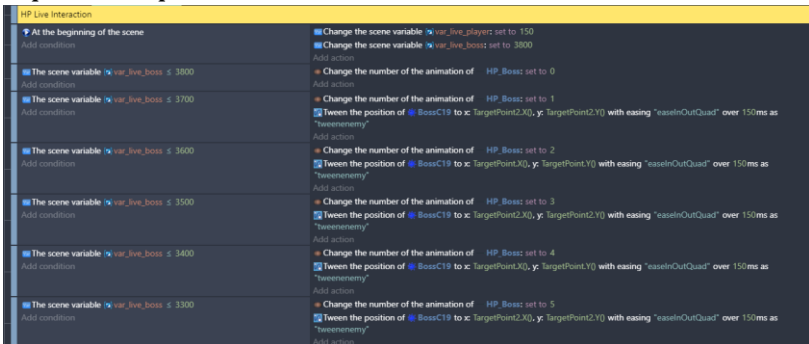 HP Live Interaction
At the beginning of the scene
Add condition
Change the scene variable var_live_player: set to 150
Change the scene variable var_live_boss: set to 3800
Add action
The scene variable var_live_boss ≤ 3800
Add condition
Change the number of the animation of HP_Boss: set to 0
Add action
The scene variable var_live_boss ≤ 3700
Add condition
Change the number of the animation of HP_Boss: set to 1
Tween the position of BossC19 to x: TargetPoint2.X(), y: TargetPoint2.Y() with easing "easeInOutQuad" over 150ms as
"tweenenemy"
Add action
The scene variable var_live_boss ≤ 3600
Add condition
Change the number of the animation of HP_Boss: set to 2
Tween the position of BossC19 to x: TargetPoint.X(), y: TargetPoint.Y() with easing "easeInOutQuad" over 150ms as
"tweenenemy"
Add action
The scene variable var_live_boss ≤ 3500
Add condition
Change the number of the animation of HP_Boss: set to 3
Tween the position of BossC19 to x: TargetPoint2.X(), y: TargetPoint2.Y() with easing "easeInOutQuad" over 150ms as
"tweenenemy"
Add action
The scene variable var_live_boss ≤ 3400
Add condition
Change the number of the animation of HP_Boss: set to 4
Tween the position of BossC19 to x: TargetPoint.X(), y: TargetPoint.Y() with easing "easeInOutQuad" over 150ms as
"tweenenemy"
Add action
The scene variable var_live_boss ≤ 3300
Add condition
Change the number of the animation of HP_Boss: set to 5
Tween the position of BossC19 to x: TargetPoint2.X(), y: TargetPoint2.Y() with easing "easeInOutQuad" over 150ms as
"tweenenemy"
Add action